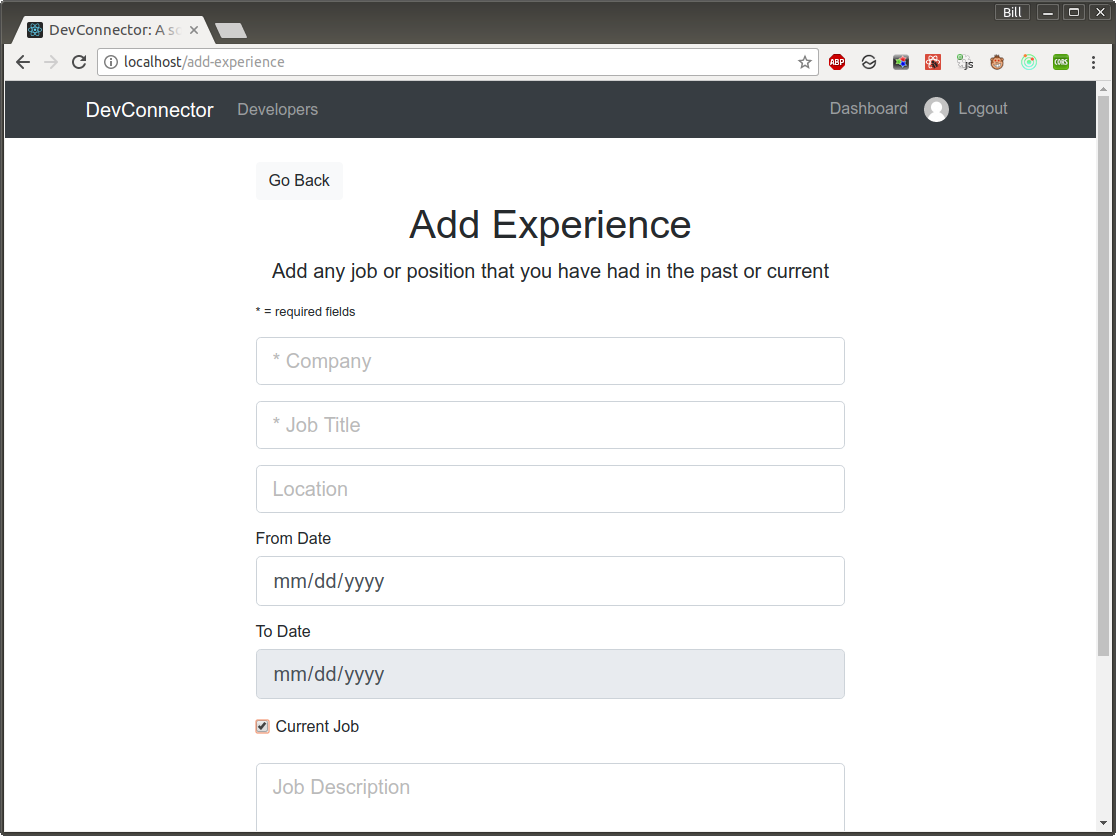 Bill
DevConnector: A so
localhost/add-experience
ABP
JS
CORS
DevConnector Developers Dashboard Logout
Go Back
Add Experience
Add any job or position that you have had in the past or current
* = required fields
* Company
* Job Title
Location
From Date
mm/dd/yyyy
To Date
mm/dd/yyyy
Current Job
Job Description